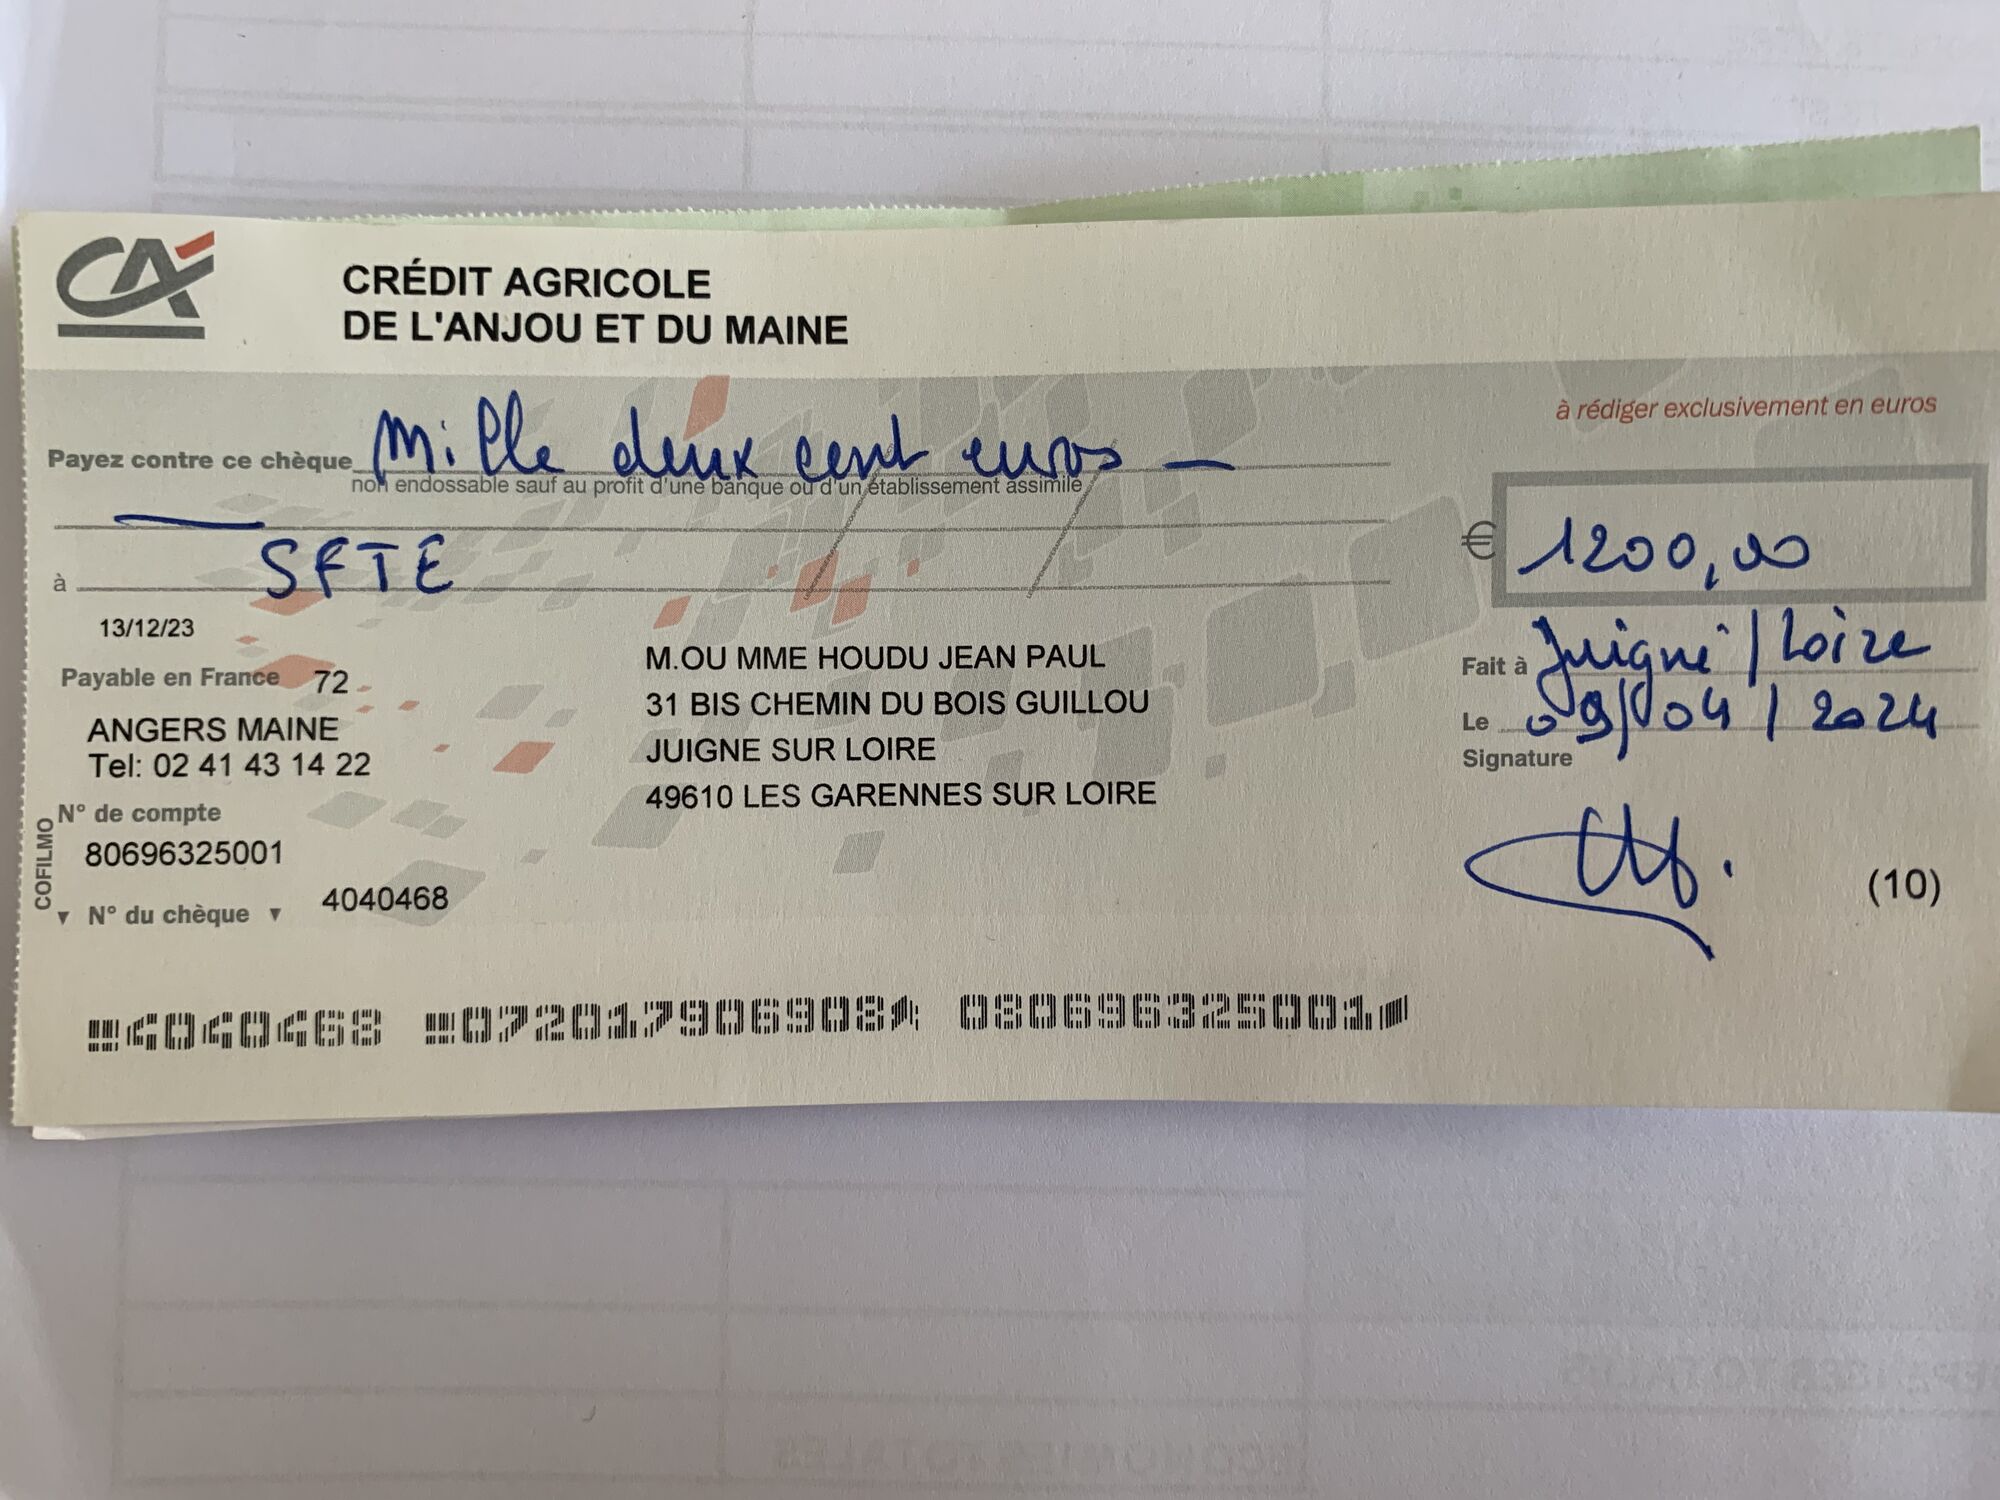 CA
CRÉDIT AGRICOLE
DE L'ANJOU ET DU MAINE
à rédiger exclusivement en euros
Payez contre ce chèque Mille deux cent euros —
non endossable sauf au profit d'une banque ou d'un établissement assimilé
€ 1200,00
à SFTE
13/12/23
Payable en France 72
ANGERS MAINE
Tel: 02 41 43 14 22
N° de compte
80696325001
COFILMO
N° du chèque 4040468
M.OU MME HOUDU JEAN PAUL
31 BIS CHEMIN DU BOIS GUILLOU
JUIGNE SUR LOIRE
49610 LES GARENNES SUR LOIRE
Fait à Juigné / Loire
Le 09/04/2024
Signature
(10)
4040468 072017906908 080696325001